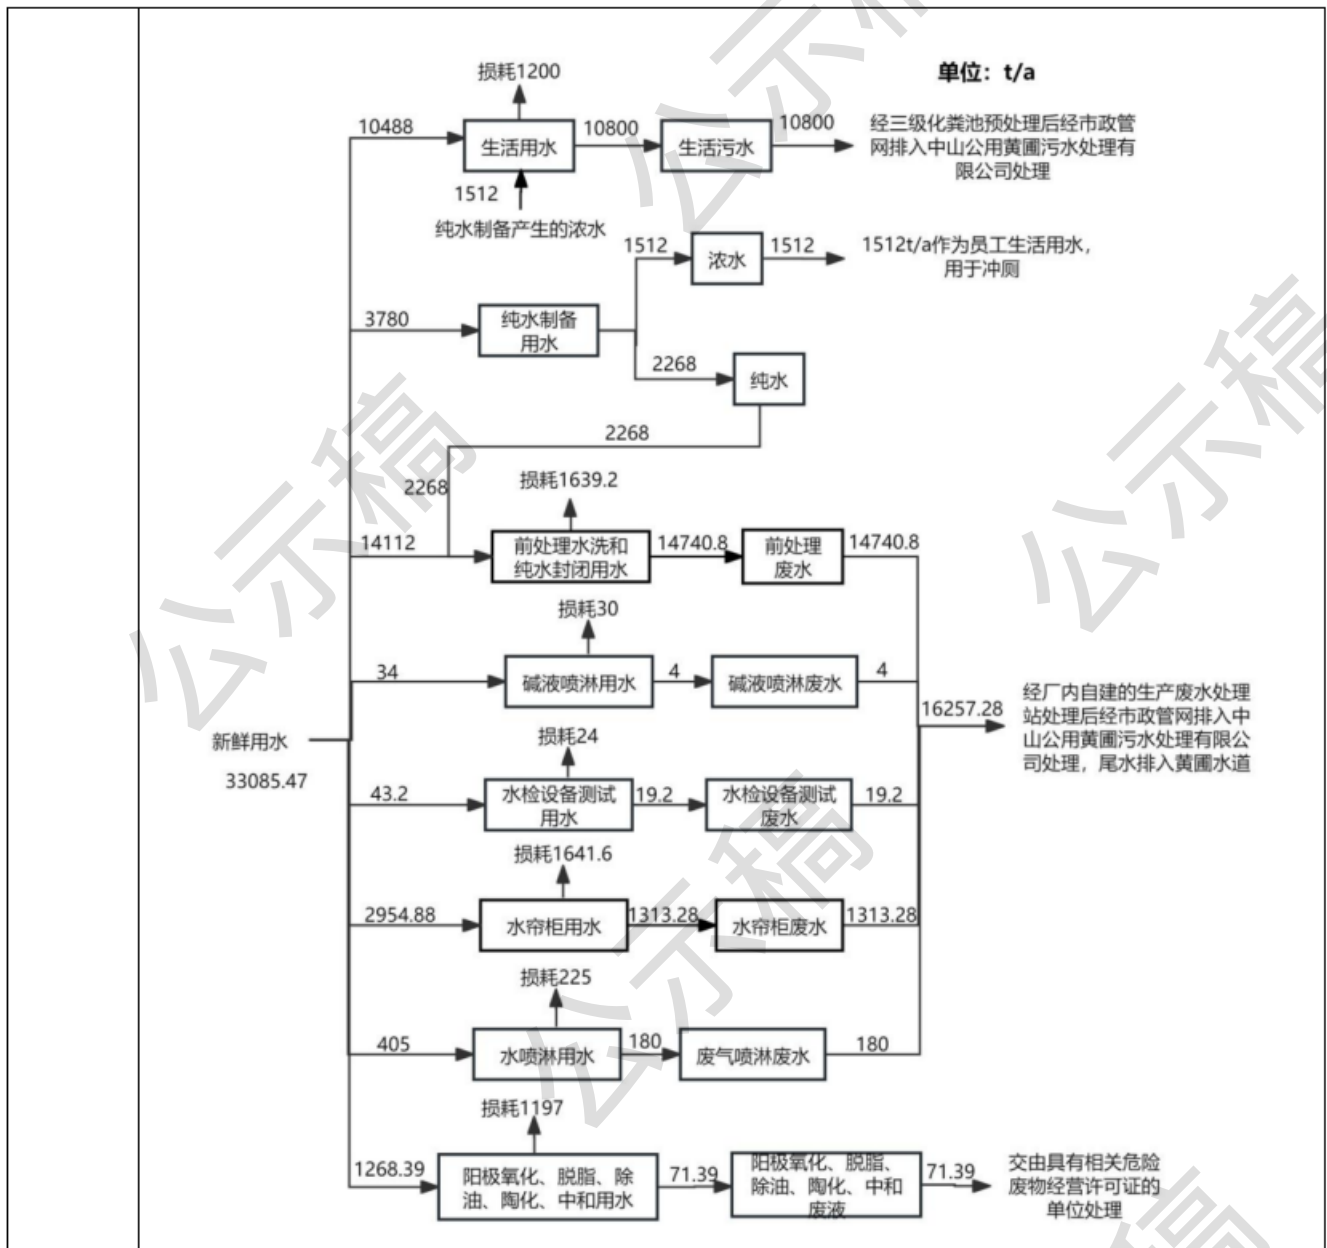 单位：t/a
损耗1200
10488
生活用水
10800
生活污水
10800
经三级化粪池预处理后经市政管
网排入中山公用黄圃污水处理有
限公司处理
1512
纯水制备产生的浓水
1512
浓水
1512
1512t/a作为员工生活用水，
用于冲厕
3780
纯水制备
用水
2268
纯水
2268
2268
损耗1639.2
14112
前处理水洗和
纯水封闭用水
14740.8
前处理
废水
14740.8
损耗30
34
碱液喷淋用水
4
碱液喷淋废水
4
16257.28
经厂内自建的生产废水处理
站处理后经市政管网排入中
山公用黄圃污水处理有限公
司处理，尾水排入黄圃水道
新鲜用水
33085.47
损耗24
43.2
水检设备测试
用水
19.2
水检设备测试
废水
19.2
损耗1641.6
2954.88
水帘柜用水
1313.28
水帘柜废水
1313.28
损耗225
405
水喷淋用水
180
废气喷淋废水
180
损耗1197
1268.39
阳极氧化、脱脂、除
油、陶化、中和用水
71.39
阳极氧化、脱脂、
除油、陶化、中和
废液
71.39
交由具有相关危险
废物经营许可证的
单位处理
公示稿
公示稿
公示稿
公示稿
公示稿